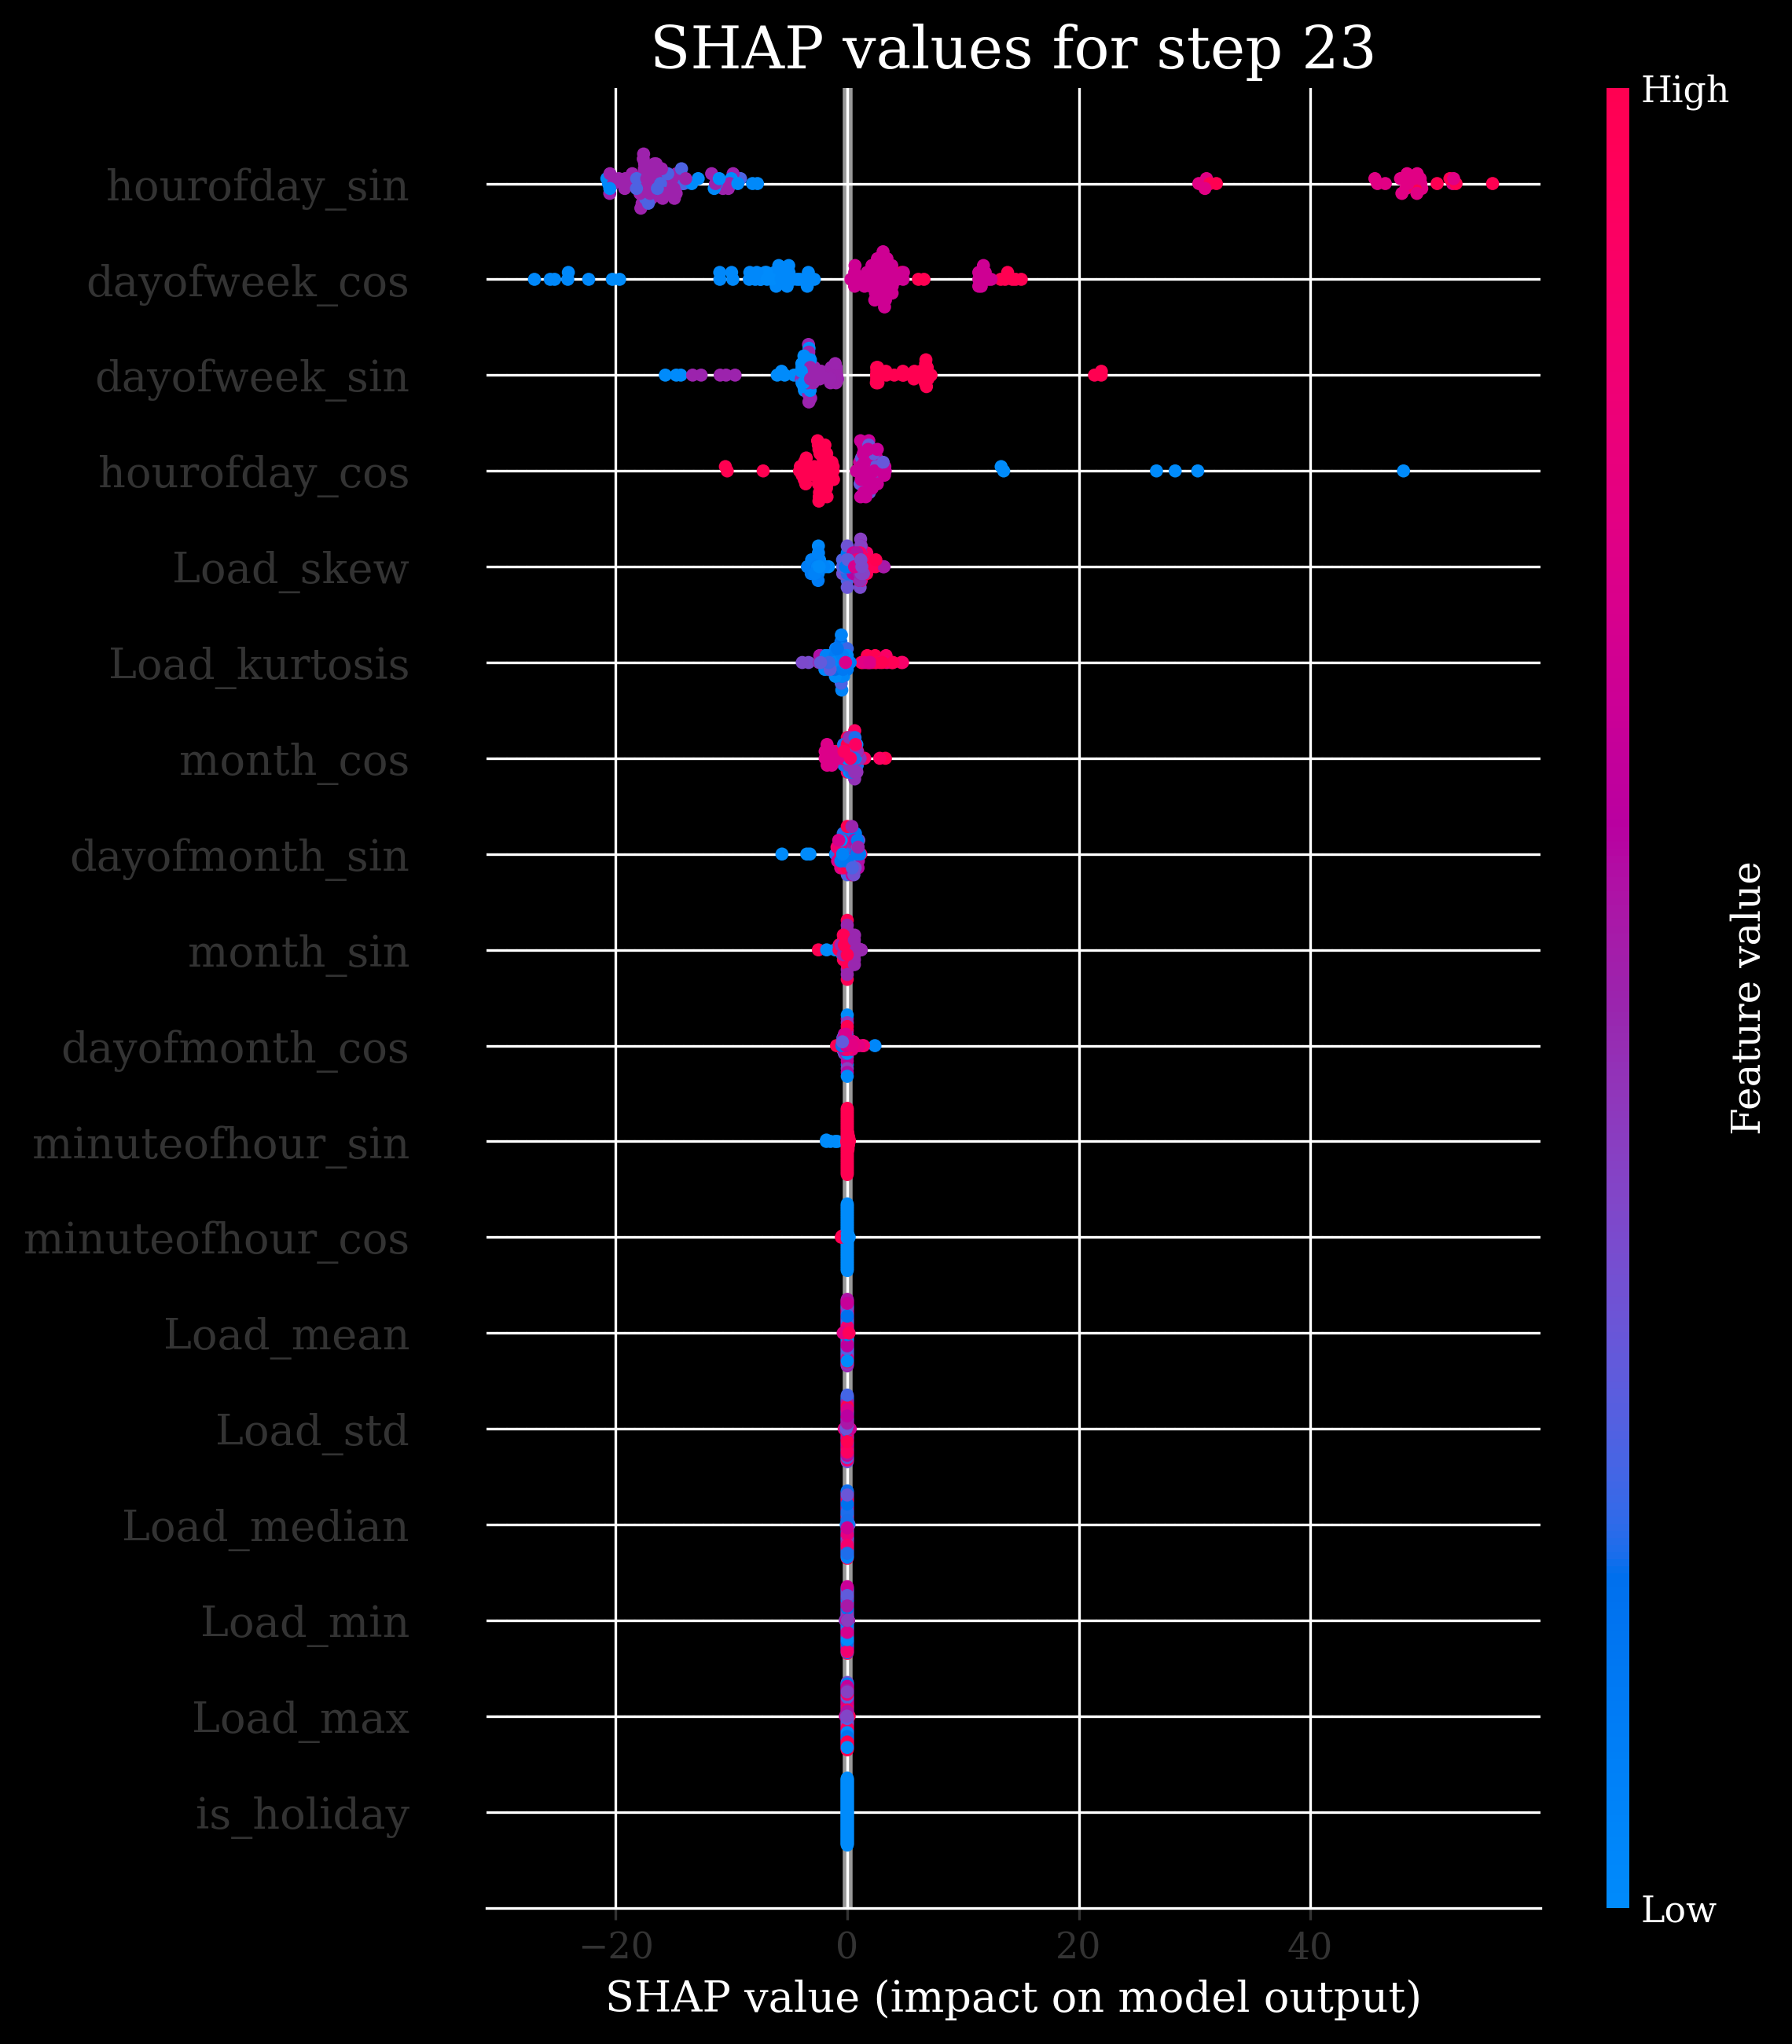 SHAP values for step 23
High
hourofday_sin
dayofweek_cos
dayofweek_sin
hourofday_cos
Load_skew
Load_kurtosis
month_cos
dayofmonth_sin
month_sin
dayofmonth_cos
minuteofhour_sin
minuteofhour_cos
Load_mean
Load_std
Load_median
Load_min
Load_max
is_holiday
Feature value
Low
−20 0 20 40
SHAP value (impact on model output)